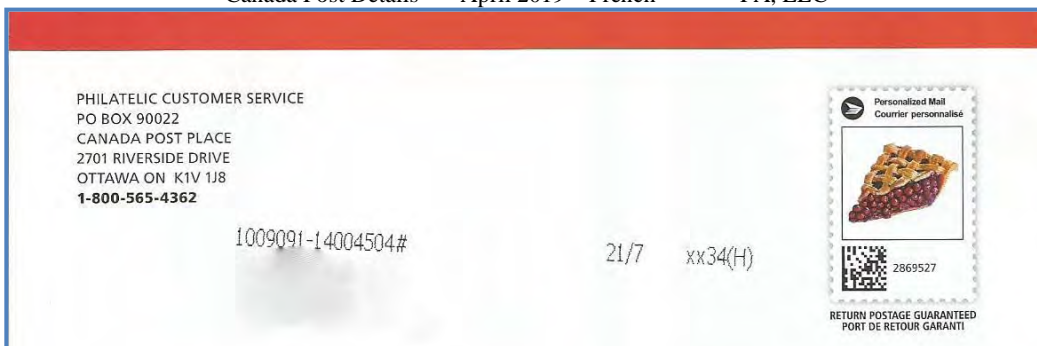 Canada Post Details April 2019 French PA, LLC
PHILATELIC CUSTOMER SERVICE
PO BOX 90022
CANADA POST PLACE
2701 RIVERSIDE DRIVE
OTTAWA ON K1V 1J8
1-800-565-4362
1009091-14004504# 21/7 xx34(H)
Personalized Mail
Courrier personnalisé
2869527
RETURN POSTAGE GUARANTEED
PORT DE RETOUR GARANTI